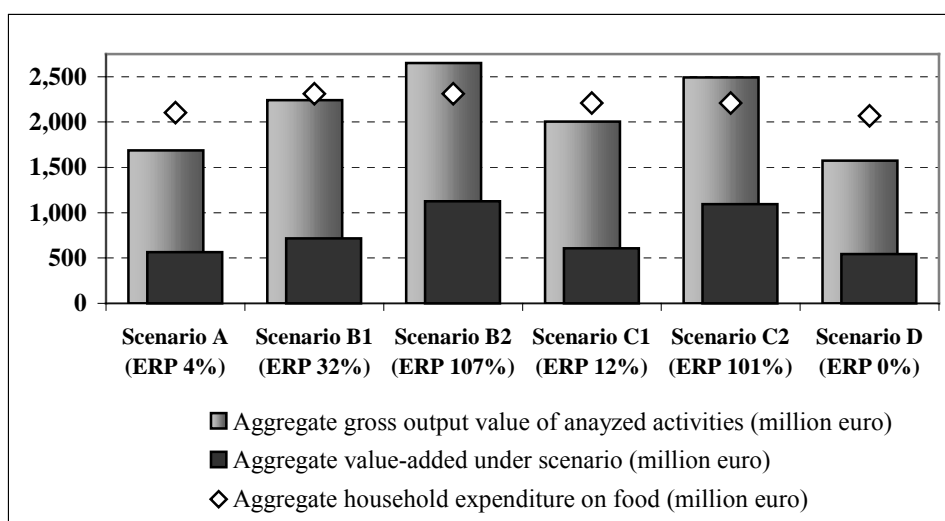 2,500
2,000
1,500
1,000
500
0
Scenario A Scenario B1 Scenario B2 Scenario C1 Scenario C2 Scenario D
(ERP 4%) (ERP 32%) (ERP 107%) (ERP 12%) (ERP 101%) (ERP 0%)
Aggregate gross output value of anayzed activities (million euro)
Aggregate value-added under scenario (million euro)
Aggregate household expenditure on food (million euro)